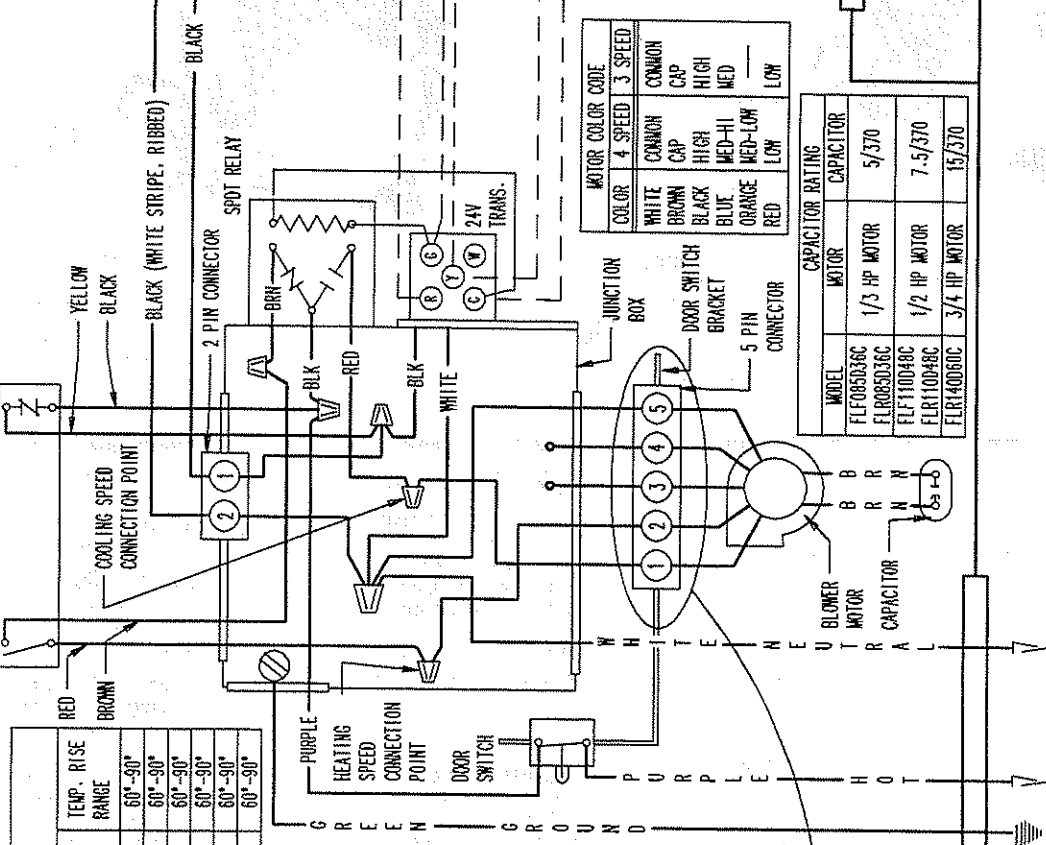 BLACK
BLACK (WHITE STRIPE, RIBBED)
YELLOW
BLACK
SPDT RELAY
2 PIN CONNECTOR
COOLING SPEED
CONNECTION POINT
RED
BROWN
BRN
BLK
RED
BLK
WHITE
24V
TRANS.
R
G
Y
C
W
JUNCTION
BOX
DOOR SWITCH
BRACKET
5 PIN
CONNECTOR
2
1
1
2
3
4
5
PURPLE
HEATING
SPEED
CONNECTION
POINT
DOOR
SWITCH
BLOWER
MOTOR
CAPACITOR
BRN
BRN
WHITE NEUTRAL
PURPLE HOT
GREEN GROUND
TEMP. RISE
RANGE
60°-90°
60°-90°
60°-90°
60°-90°
60°-90°
60°-90°
MOTOR COLOR CODE
COLOR 4 SPEED 3 SPEED
WHITE COMMON COMMON
BROWN CAP CAP
BLACK HIGH HIGH
BLUE MED-HI MED
ORANGE MED-LOW —
RED LOW LOW
CAPACITOR RATING
MODEL MOTOR CAPACITOR
FLF085D36C
FLR085D36C 1/3 HP MOTOR 5/370
FLF110D48C
FLR110D48C 1/2 HP MOTOR 7.5/370
FLR140D60C 3/4 HP MOTOR 15/370